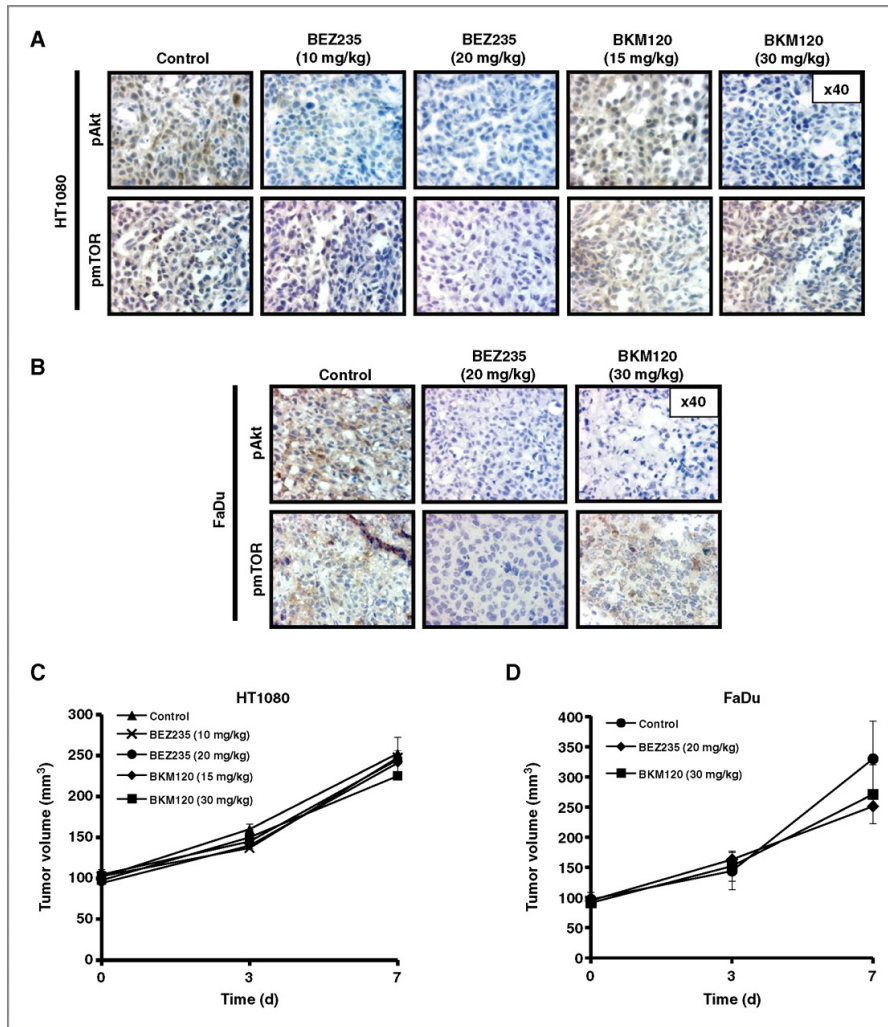 A
Control
BEZ235
(10 mg/kg)
BEZ235
(20 mg/kg)
BKM120
(15 mg/kg)
BKM120
(30 mg/kg)
HT1080
pAkt
x40
pmTOR
B
Control
BEZ235
(20 mg/kg)
BKM120
(30 mg/kg)
FaDu
pAkt
x40
pmTOR
C
HT1080
Tumor volume (mm³)
300
250
200
150
100
50
0
Control
BEZ235 (10 mg/kg)
BEZ235 (20 mg/kg)
BKM120 (15 mg/kg)
BKM120 (30 mg/kg)
0 3 7
Time (d)
D
FaDu
Tumor volume (mm³)
400
350
300
250
200
150
100
50
0
Control
BEZ235 (20 mg/kg)
BKM120 (30 mg/kg)
0 3 7
Time (d)